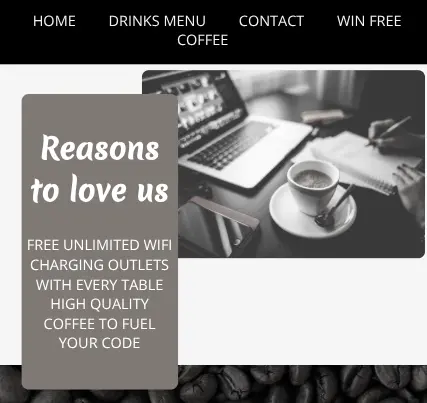 HOME DRINKS MENU CONTACT WIN FREE
COFFEE
Reasons
to love us
FREE UNLIMITED WIFI
CHARGING OUTLETS
WITH EVERY TABLE
HIGH QUALITY
COFFEE TO FUEL
YOUR CODE